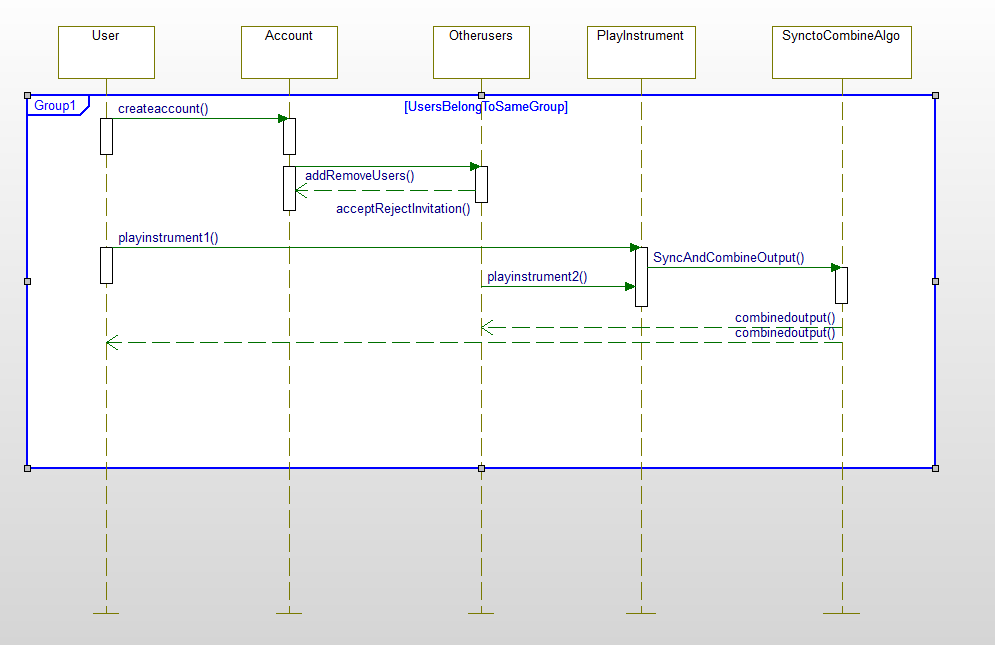 User
Account
Otherusers
PlayInstrument
SynctoCombineAlgo
Group1
[UsersBelongToSameGroup]
createaccount()
addRemoveUsers()
acceptRejectInvitation()
playinstrument1()
SyncAndCombineOutput()
playinstrument2()
combinedoutput()
combinedoutput()